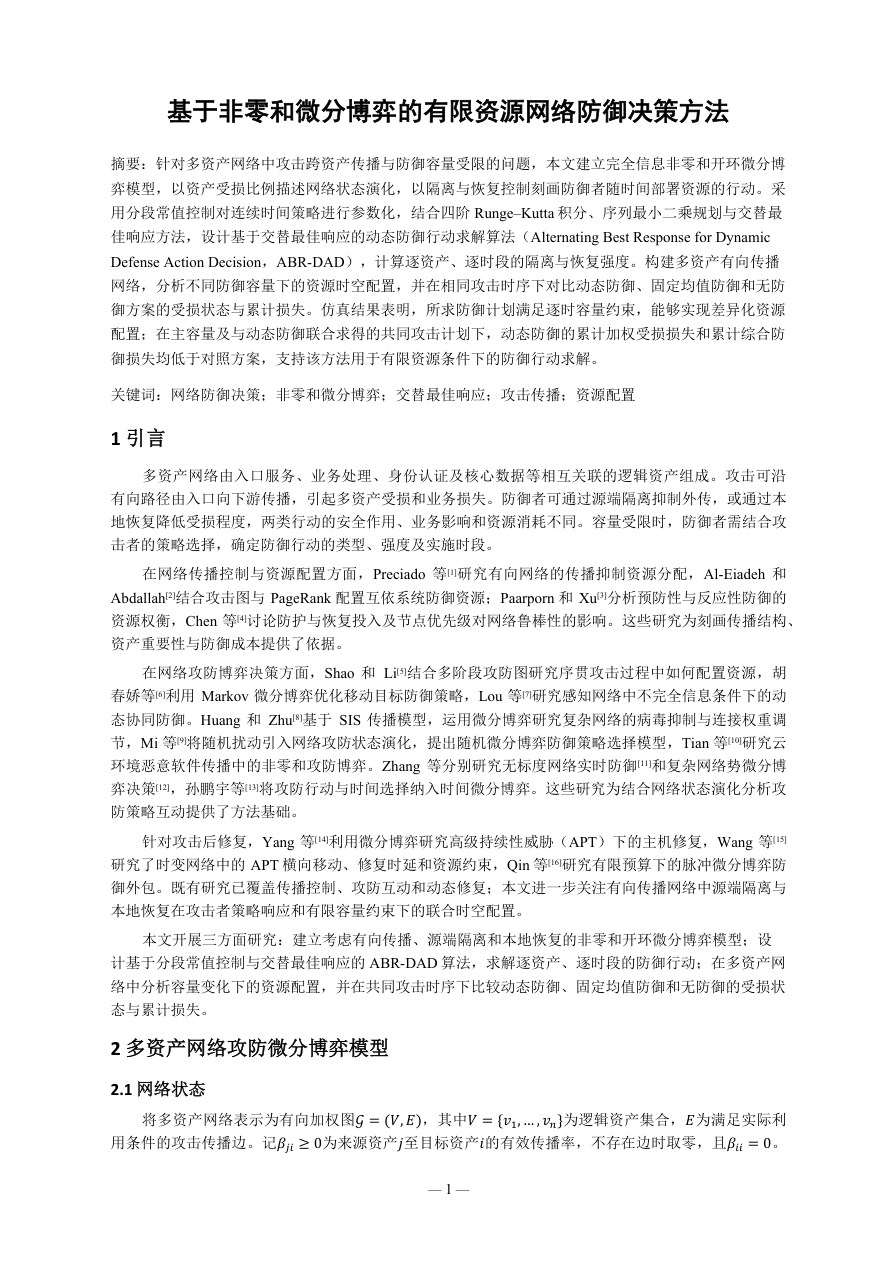 基于非零和微分博弈的有限资源网络防御决策方法
摘要：针对多资产网络中攻击跨资产传播与防御容量受限的问题，本文建立完全信息非零和开环微分博
弈模型，以资产受损比例描述网络状态演化，以隔离与恢复控制刻画防御者随时间部署资源的行动。采
用分段常值控制对连续时间策略进行参数化，结合四阶 Runge–Kutta 积分、序列最小二乘规划与交替最
佳响应方法，设计基于交替最佳响应的动态防御行动求解算法（Alternating Best Response for Dynamic
Defense Action Decision，ABR-DAD），计算逐资产、逐时段的隔离与恢复强度。构建多资产有向传播
网络，分析不同防御容量下的资源时空配置，并在相同攻击时序下对比动态防御、固定均值防御和无防
御方案的受损状态与累计损失。仿真结果表明，所求防御计划满足逐时容量约束，能够实现差异化资源
配置；在主容量及与动态防御联合求得的共同攻击计划下，动态防御的累计加权受损损失和累计综合防
御损失均低于对照方案，支持该方法用于有限资源条件下的防御行动求解。
关键词：网络防御决策；非零和微分博弈；交替最佳响应；攻击传播；资源配置
1 引言
多资产网络由入口服务、业务处理、身份认证及核心数据等相互关联的逻辑资产组成。攻击可沿
有向路径由入口向下游传播，引起多资产受损和业务损失。防御者可通过源端隔离抑制外传，或通过本
地恢复降低受损程度，两类行动的安全作用、业务影响和资源消耗不同。容量受限时，防御者需结合攻
击者的策略选择，确定防御行动的类型、强度及实施时段。
在网络传播控制与资源配置方面，Preciado 等[1]研究有向网络的传播抑制资源分配，Al-Eiadeh 和
Abdallah[2]结合攻击图与 PageRank 配置互依系统防御资源；Paarporn 和 Xu[3]分析预防性与反应性防御的
资源权衡，Chen 等[4]讨论防护与恢复投入及节点优先级对网络鲁棒性的影响。这些研究为刻画传播结构、
资产重要性与防御成本提供了依据。
在网络攻防博弈决策方面，Shao 和 Li[5]结合多阶段攻防图研究序贯攻击过程中如何配置资源，胡
春娇等[6]利用 Markov 微分博弈优化移动目标防御策略，Lou 等[7]研究感知网络中不完全信息条件下的动
态协同防御。Huang 和 Zhu[8]基于 SIS 传播模型，运用微分博弈研究复杂网络的病毒抑制与连接权重调
节，Mi 等[9]将随机扰动引入网络攻防状态演化，提出随机微分博弈防御策略选择模型，Tian 等[10]研究云
环境恶意软件传播中的非零和攻防博弈。Zhang 等分别研究无标度网络实时防御[11]和复杂网络势微分博
弈决策[12]，孙鹏宇等[13]将攻防行动与时间选择纳入时间微分博弈。这些研究为结合网络状态演化分析攻
防策略互动提供了方法基础。
针对攻击后修复，Yang 等[14]利用微分博弈研究高级持续性威胁（APT）下的主机修复，Wang 等[15]
研究了时变网络中的 APT 横向移动、修复时延和资源约束，Qin 等[16]研究有限预算下的脉冲微分博弈防
御外包。既有研究已覆盖传播控制、攻防互动和动态修复；本文进一步关注有向传播网络中源端隔离与
本地恢复在攻击者策略响应和有限容量约束下的联合时空配置。
本文开展三方面研究：建立考虑有向传播、源端隔离和本地恢复的非零和开环微分博弈模型；设
计基于分段常值控制与交替最佳响应的 ABR-DAD 算法，求解逐资产、逐时段的防御行动；在多资产网
络中分析容量变化下的资源配置，并在共同攻击时序下比较动态防御、固定均值防御和无防御的受损状
态与累计损失。
2 多资产网络攻防微分博弈模型
2.1 网络状态
将多资产网络表示为有向加权图𝒢 = (𝑉, 𝐸)，其中𝑉 = {𝑣₁, … , 𝑣ₙ}为逻辑资产集合，𝐸为满足实际利
用条件的攻击传播边。记𝛽ⱼᵢ ≥ 0为来源资产𝑗至目标资产𝑖的有效传播率，不存在边时取零，且𝛽ᵢᵢ = 0。
— 1 —